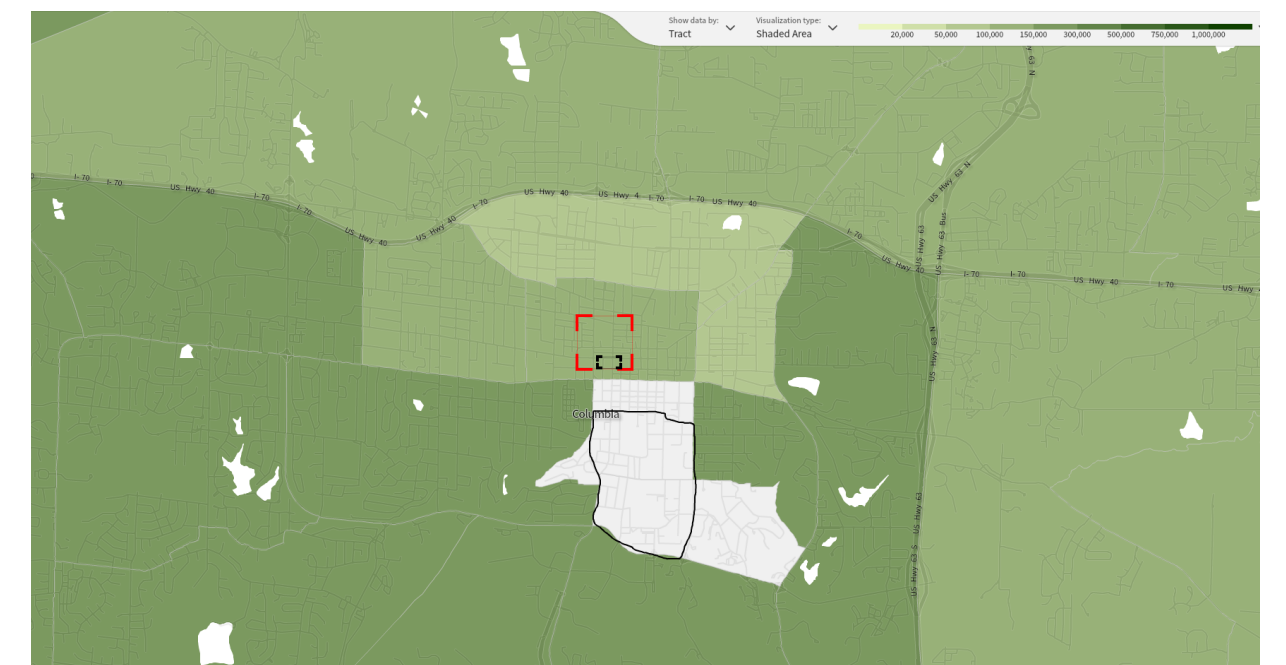 Show data by: Visualization type:
Tract Shaded Area
20,000 50,000 100,000 150,000 300,000 500,000 750,000 1,000,000
N 69 N
US Hwy 63 N
I- 70 I- 70 US Hwy 40 I- 70 I- 70 US Hwy 40 I- 70 US Hwy 40 US Hwy 4 I- 70 I- 70 US Hwy 40
US Hwy 40 US Hwy 63 US Hwy 63 Bus
I- 70 US Hwy 40 I- 70 I- 70 US Hwy 40 I- 70 US Hwy
US Hwy 63 N
Columbia
US Hwy 63
US Hwy 63 S